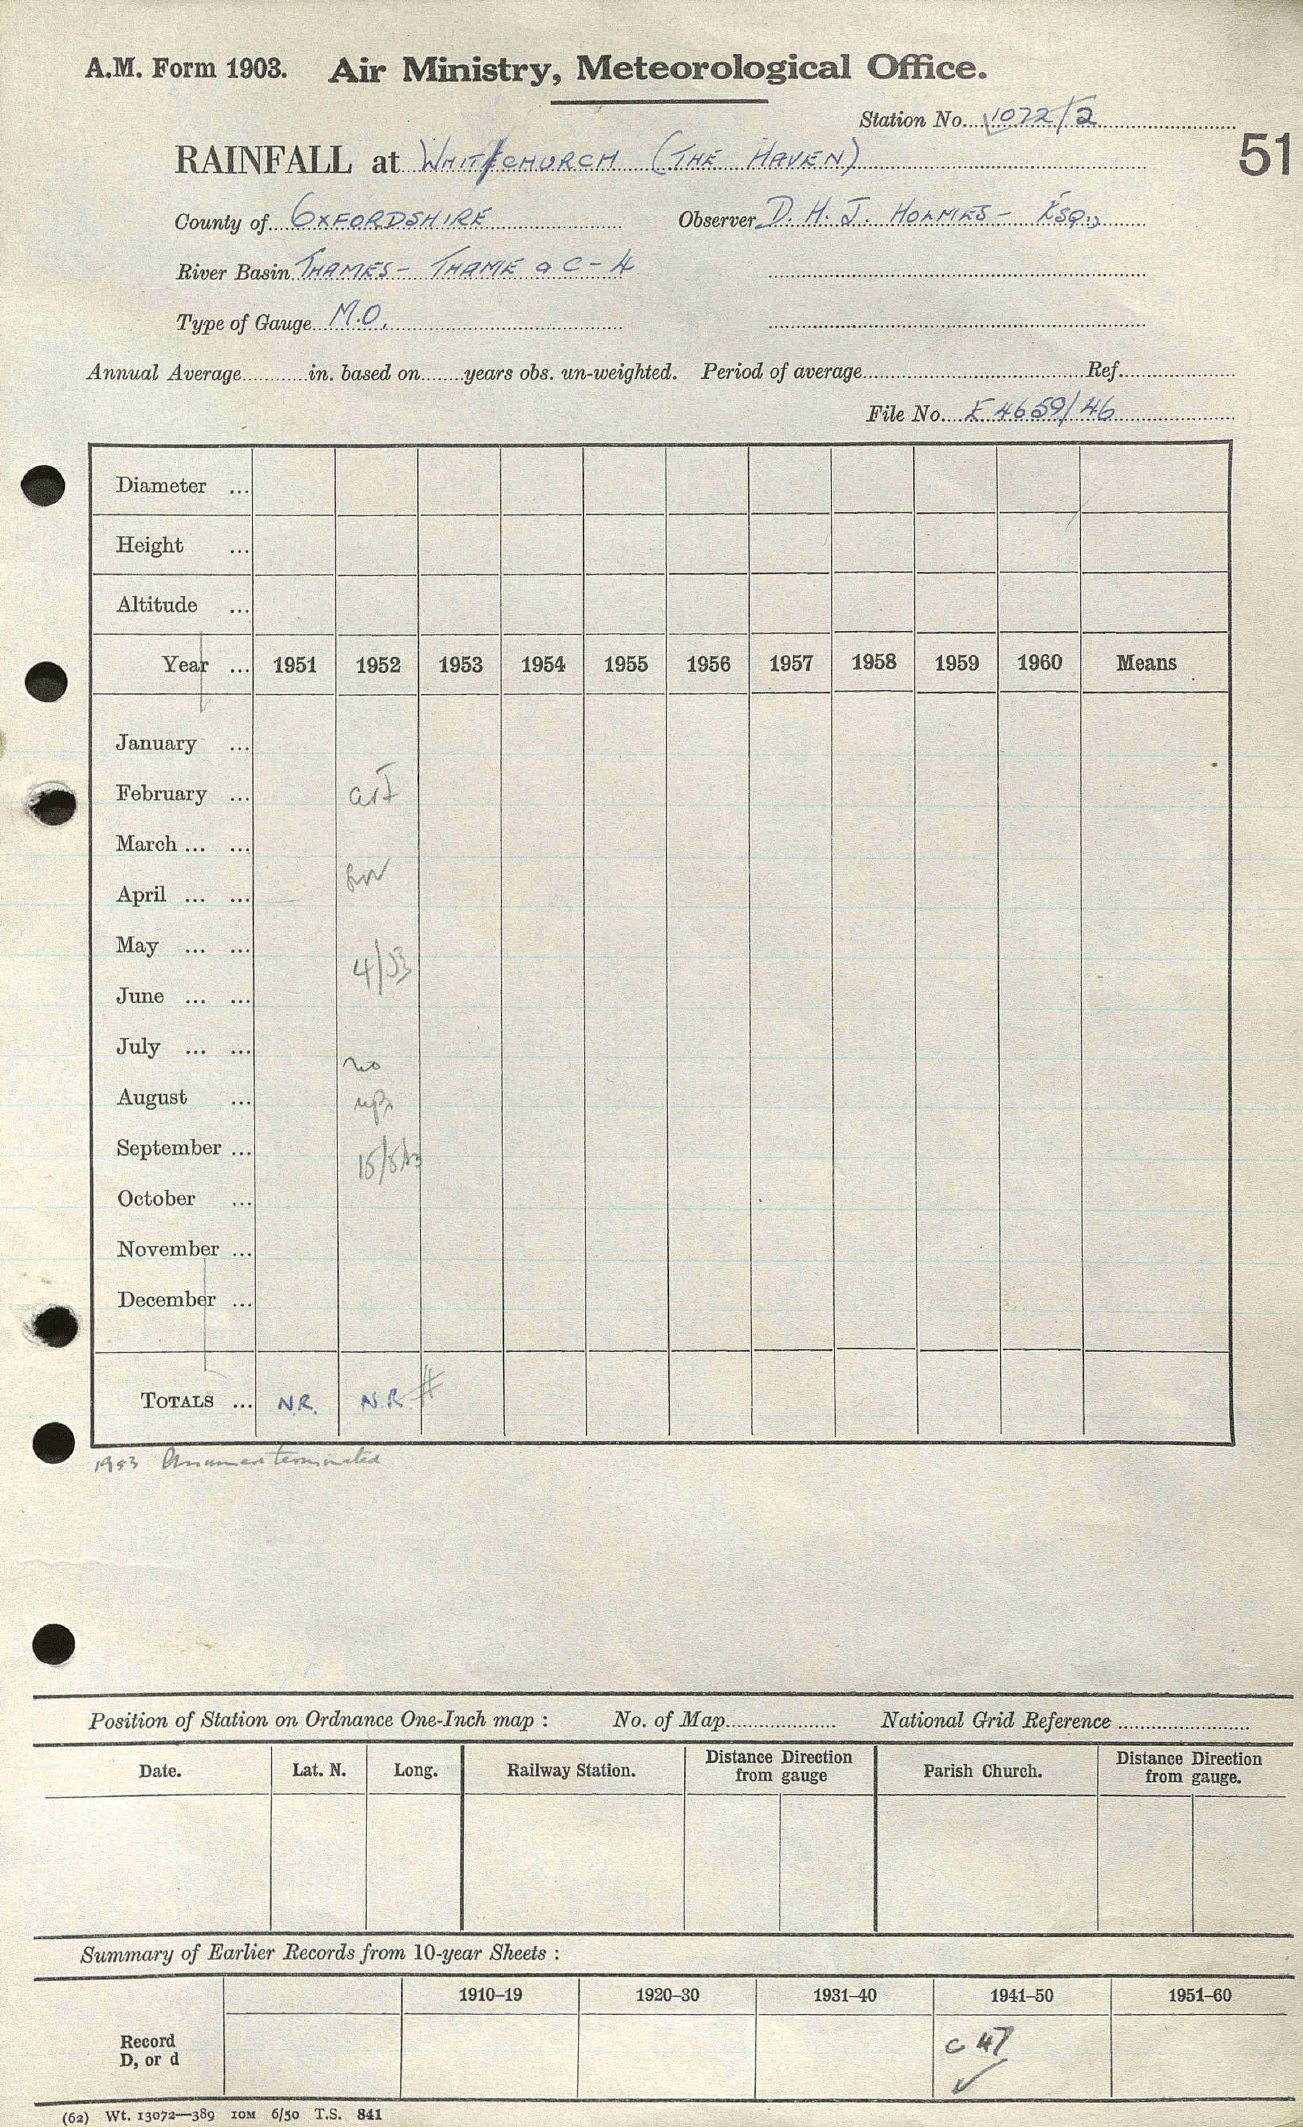 A.M. Form 1903. Air Ministry, Meteorological Office.
Station No. 1072/2
51
RAINFALL at WHITCHURCH (THE HAVEN)
County of OXFORDSHIRE Observer D. H. J. HOLMES- ESQ.,
River Basin THAMES - THAME a C - 4
Type of Gauge M.O.
Annual Average in. based on years obs. un-weighted. Period of average Ref.
File No. E 4659/46
Diameter ...
Height ...
Altitude ...
Year ... 1951 1952 1953 1954 1955 1956 1957 1958 1959 1960 Means
January ...
February ...
March ... ...
April ... ... for
May ... ...
4/53
June ... ...
July ... ... no
August ...
September ... 15/5/53
October ...
November ...
December ...
TOTALS ... N.R. N.R. #
1953 terminated
Position of Station on Ordnance One-Inch map : No. of Map National Grid Reference
Date. Lat. N. Long. Railway Station. Distance Direction from gauge Parish Church. Distance Direction from gauge.
Summary of Earlier Records from 10-year Sheets :
1910–19 1920–30 1931–40 1941–50 1951–60
Record D, or d c 47 ✓
(62) Wt. 13072—389 10M 6/50 T.S. 841